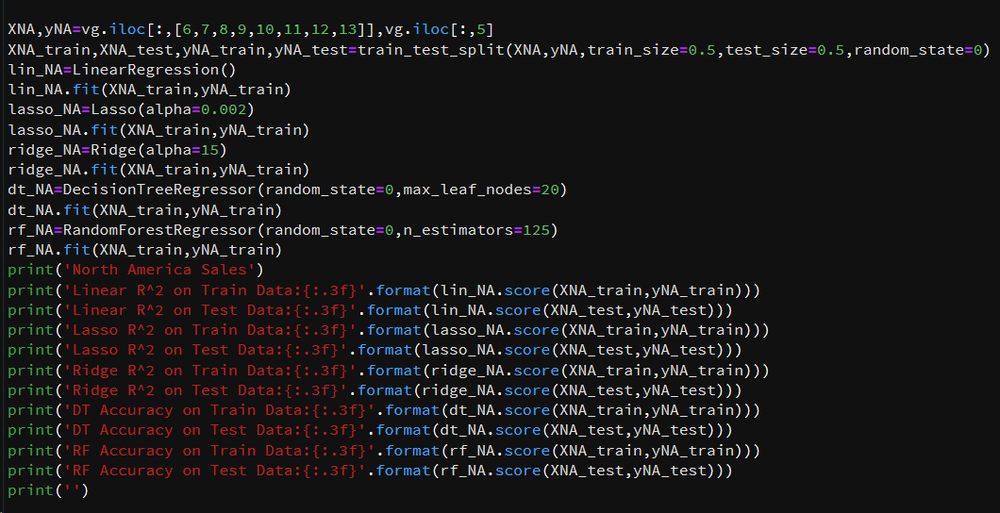 XNA,yNA=vg.iloc[:,[6,7,8,9,10,11,12,13]],vg.iloc[:,5]
XNA_train,XNA_test,yNA_train,yNA_test=train_test_split(XNA,yNA,train_size=0.5,test_size=0.5,random_state=0)
lin_NA=LinearRegression()
lin_NA.fit(XNA_train,yNA_train)
lasso_NA=Lasso(alpha=0.002)
lasso_NA.fit(XNA_train,yNA_train)
ridge_NA=Ridge(alpha=15)
ridge_NA.fit(XNA_train,yNA_train)
dt_NA=DecisionTreeRegressor(random_state=0,max_leaf_nodes=20)
dt_NA.fit(XNA_train,yNA_train)
rf_NA=RandomForestRegressor(random_state=0,n_estimators=125)
rf_NA.fit(XNA_train,yNA_train)
print('North America Sales')
print('Linear R^2 on Train Data:{:.3f}'.format(lin_NA.score(XNA_train,yNA_train)))
print('Linear R^2 on Test Data:{:.3f}'.format(lin_NA.score(XNA_test,yNA_test)))
print('Lasso R^2 on Train Data:{:.3f}'.format(lasso_NA.score(XNA_train,yNA_train)))
print('Lasso R^2 on Test Data:{:.3f}'.format(lasso_NA.score(XNA_test,yNA_test)))
print('Ridge R^2 on Train Data:{:.3f}'.format(ridge_NA.score(XNA_train,yNA_train)))
print('Ridge R^2 on Test Data:{:.3f}'.format(ridge_NA.score(XNA_test,yNA_test)))
print('DT Accuracy on Train Data:{:.3f}'.format(dt_NA.score(XNA_train,yNA_train)))
print('DT Accuracy on Test Data:{:.3f}'.format(dt_NA.score(XNA_test,yNA_test)))
print('RF Accuracy on Train Data:{:.3f}'.format(rf_NA.score(XNA_train,yNA_train)))
print('RF Accuracy on Test Data:{:.3f}'.format(rf_NA.score(XNA_test,yNA_test)))
print('')